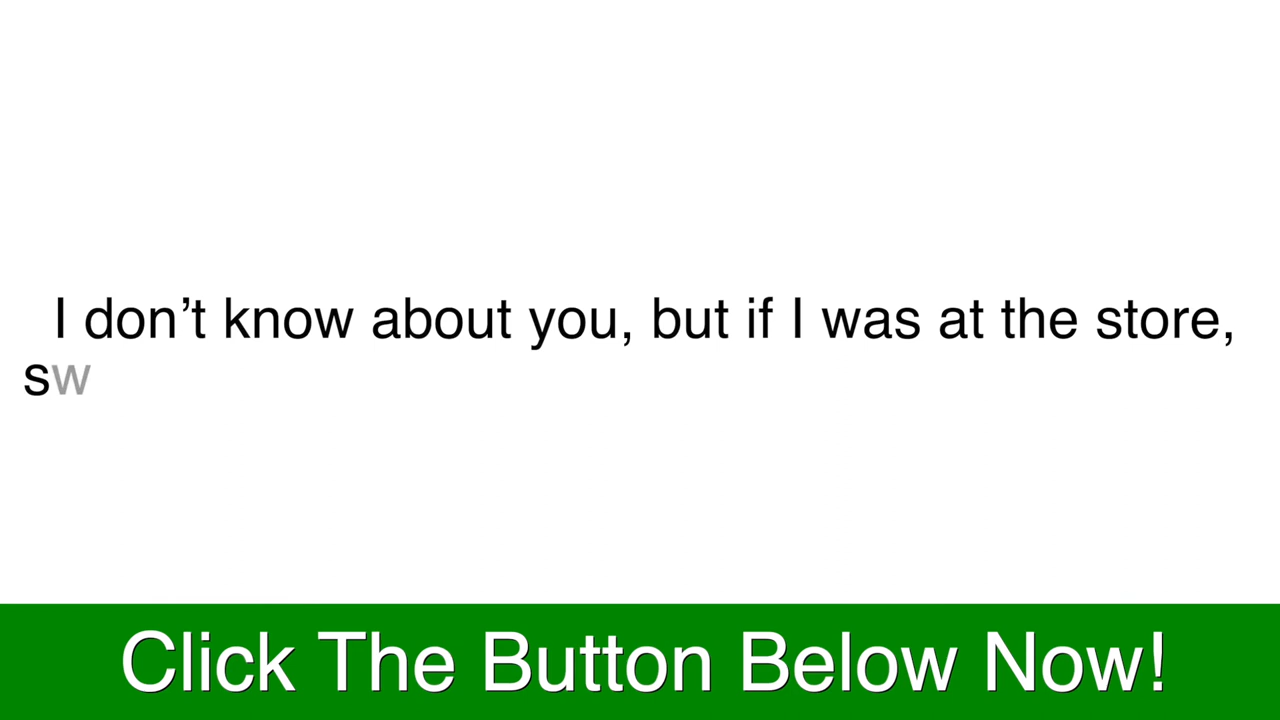 I don’t know about you, but if I was at the store,
sw
Click The Button Below Now!